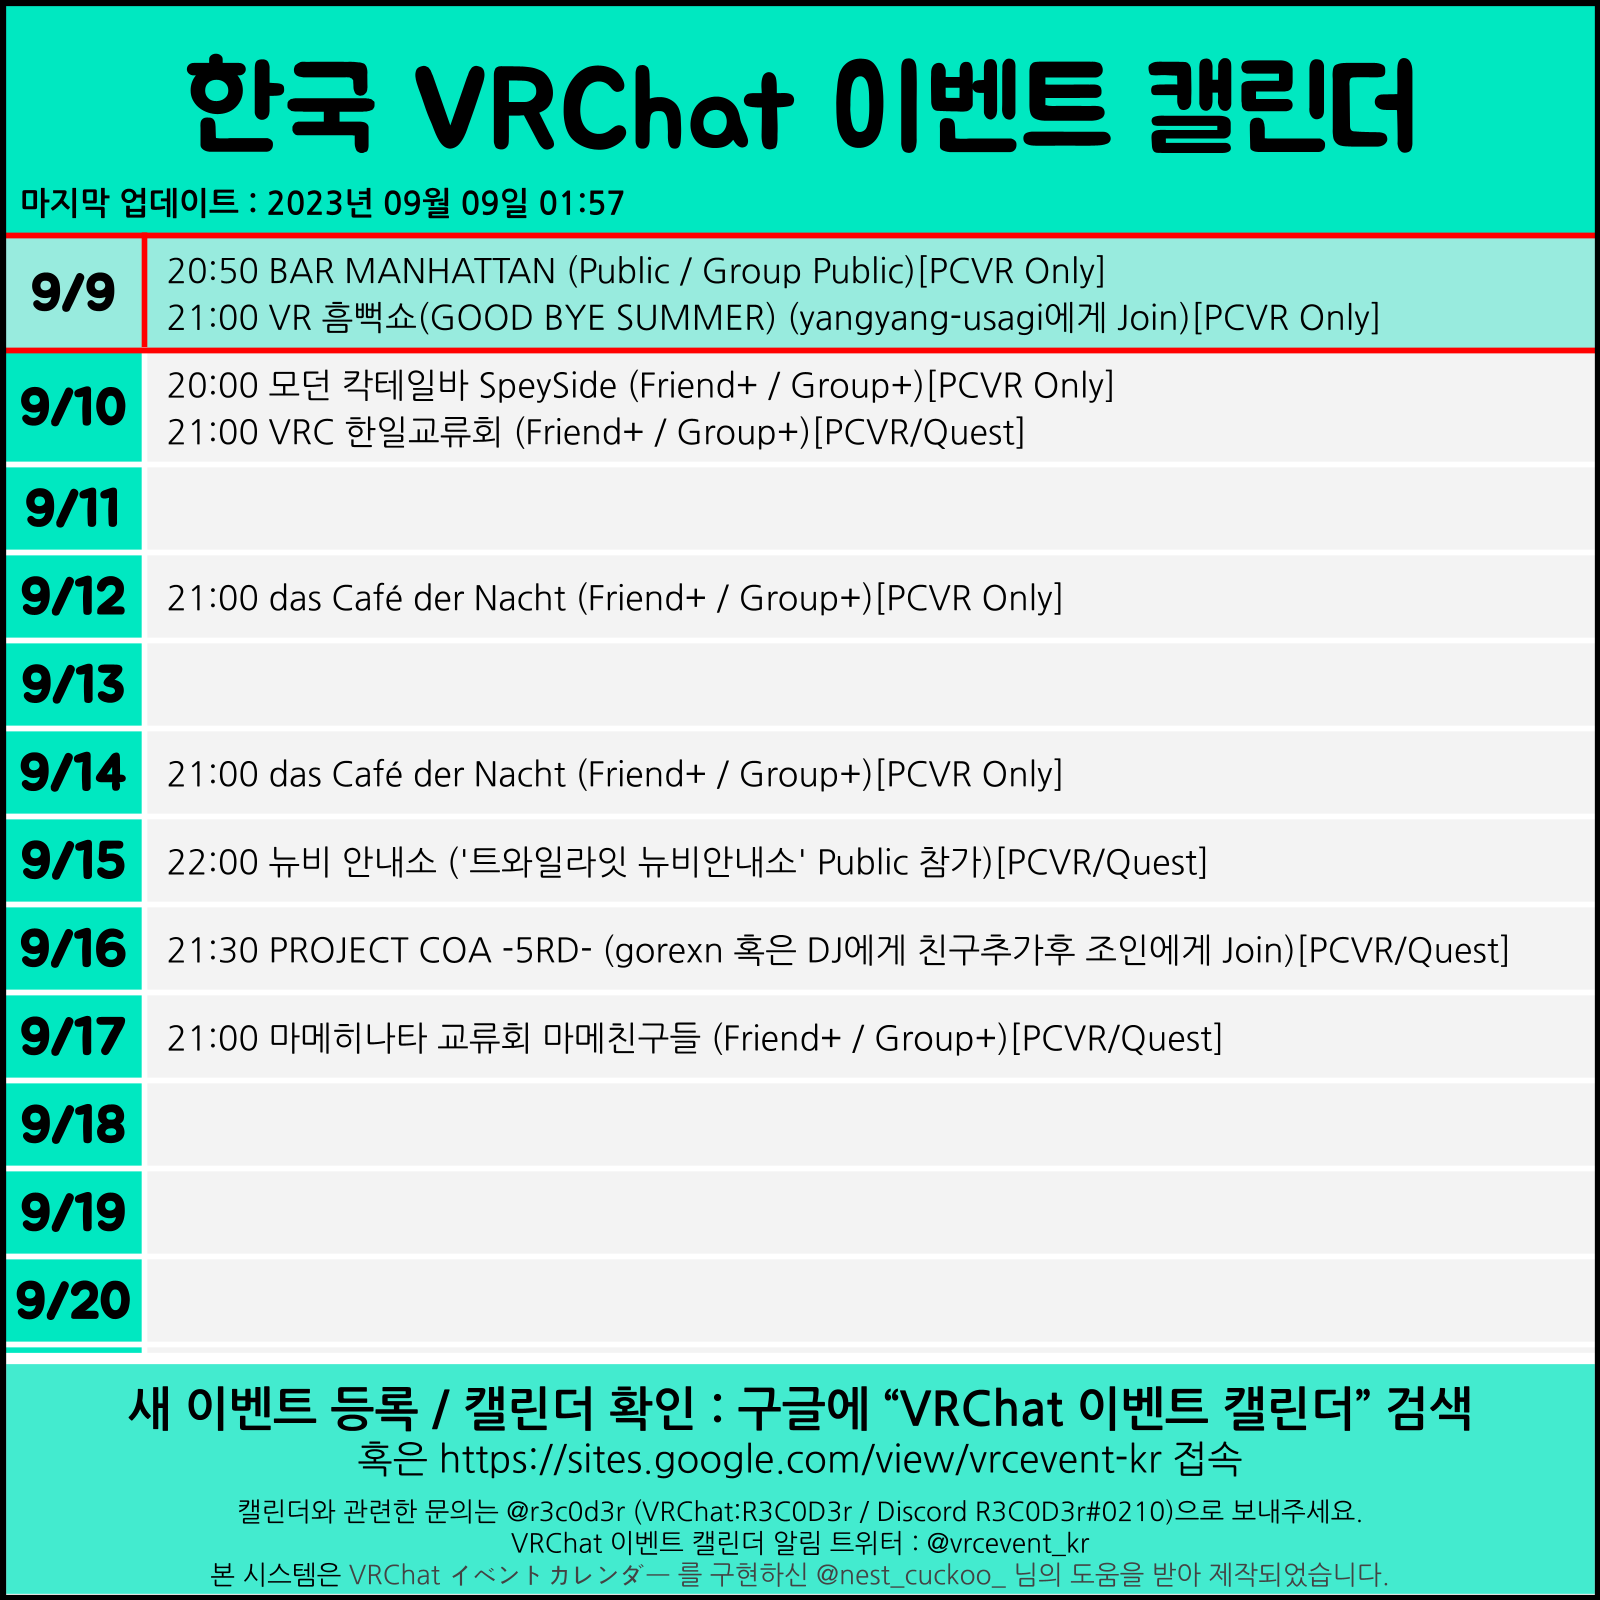 한국 VRChat 이벤트 캘린더
마지막 업데이트 : 2023년 09월 09일 01:57
9/9
20:50 BAR MANHATTAN (Public / Group Public)[PCVR Only]
21:00 VR 흠뻑쇼(GOOD BYE SUMMER) (yangyang-usagi에게 Join)[PCVR Only]
9/10
20:00 모던 칵테일바 SpeySide (Friend+ / Group+)[PCVR Only]
21:00 VRC 한일교류회 (Friend+ / Group+)[PCVR/Quest]
9/11
9/12
21:00 das Café der Nacht (Friend+ / Group+)[PCVR Only]
9/13
9/14
21:00 das Café der Nacht (Friend+ / Group+)[PCVR Only]
9/15
22:00 뉴비 안내소 ('트와일라잇 뉴비안내소' Public 참가)[PCVR/Quest]
9/16
21:30 PROJECT COA -5RD- (gorexn 혹은 DJ에게 친구추가후 조인에게 Join)[PCVR/Quest]
9/17
21:00 마메히나타 교류회 마메친구들 (Friend+ / Group+)[PCVR/Quest]
9/18
9/19
9/20
새 이벤트 등록 / 캘린더 확인 : 구글에 “VRChat 이벤트 캘린더” 검색
혹은 https://sites.google.com/view/vrcevent-kr 접속
캘린더와 관련한 문의는 @r3c0d3r (VRChat:R3C0D3r / Discord R3C0D3r#0210)으로 보내주세요.
VRChat 이벤트 캘린더 알림 트위터 : @vrcevent_kr
본 시스템은 VRChat イベントカレンダー 를 구현하신 @nest_cuckoo_ 님의 도움을 받아 제작되었습니다.